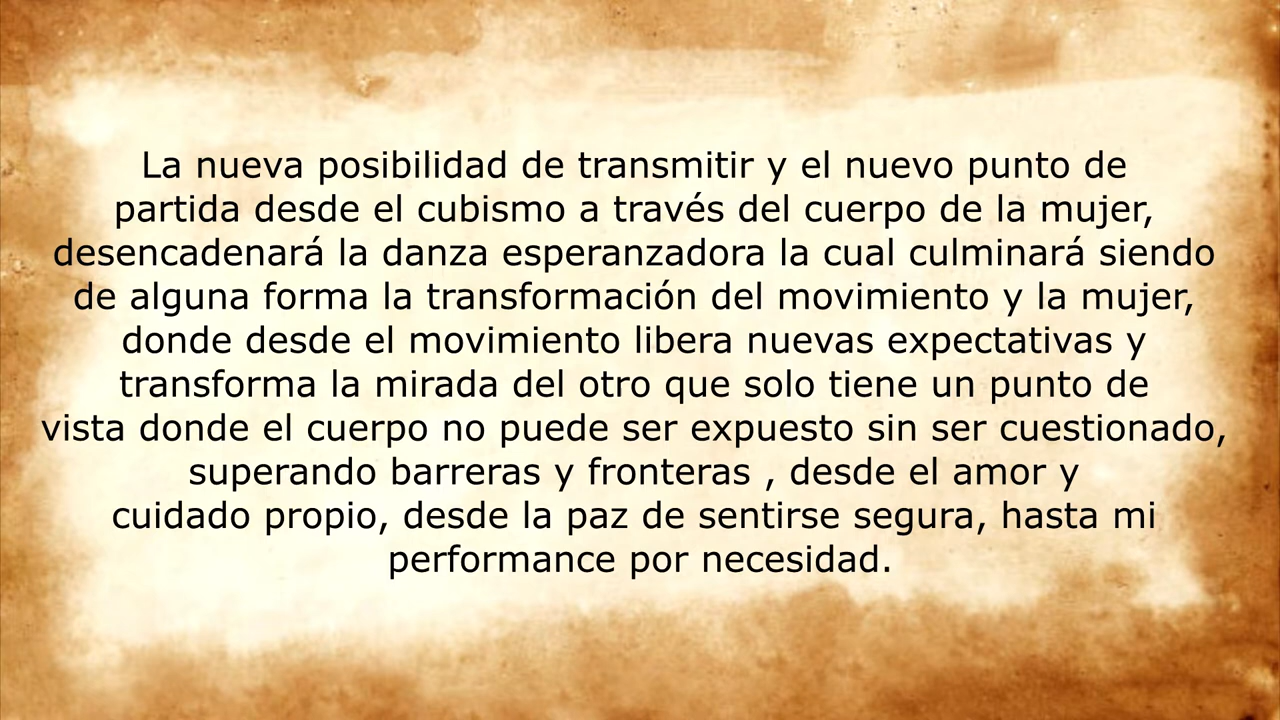 La nueva posibilidad de transmitir y el nuevo punto de
partida desde el cubismo a través del cuerpo de la mujer,
desencadenará la danza esperanzadora la cual culminará siendo
de alguna forma la transformación del movimiento y la mujer,
donde desde el movimiento libera nuevas expectativas y
transforma la mirada del otro que solo tiene un punto de
vista donde el cuerpo no puede ser expuesto sin ser cuestionado,
superando barreras y fronteras , desde el amor y
cuidado propio, desde la paz de sentirse segura, hasta mi
performance por necesidad.